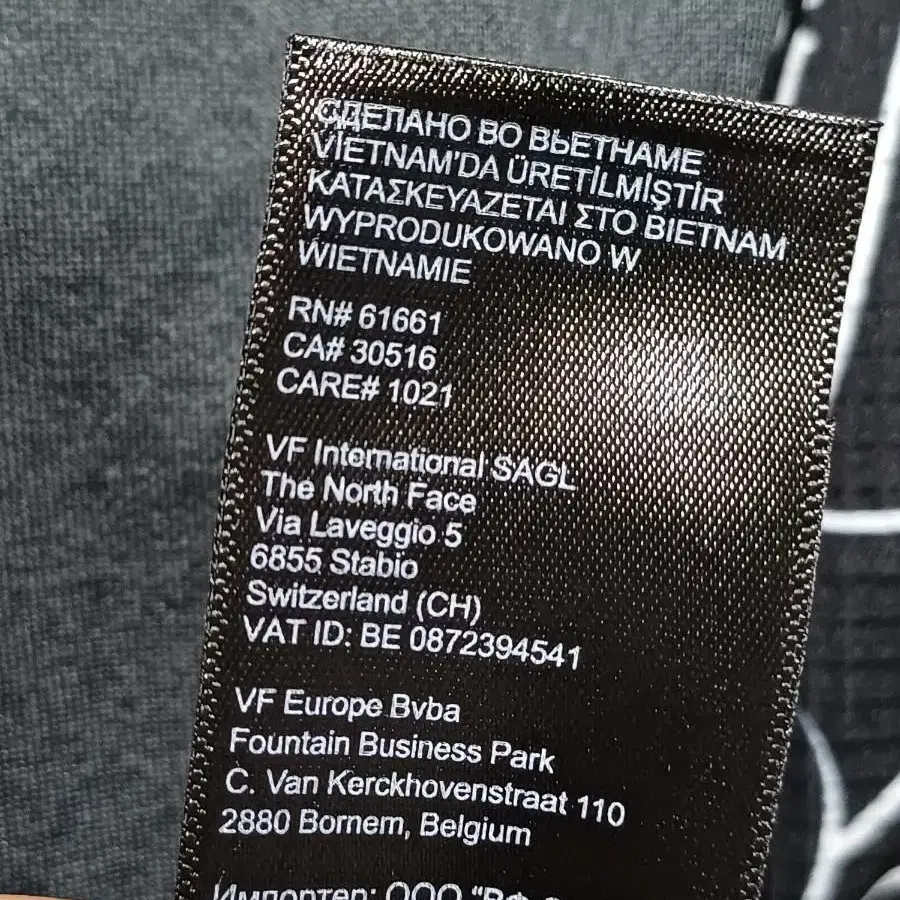 СДЕЛАНО ВО ВЬЕТНАМЕ
VİETNAM'DA ÜRETİLMİŞTİR
ΚΑΤΑΣΚΕΥΑΖΕΤΑΙ ΣΤΟ ΒΙΕΤΝΑΜ
WYPRODUKOWANO W
WIETNAMIE
RN# 61661
CA# 30516
CARE# 1021
VF International SAGL
The North Face
Via Laveggio 5
6855 Stabio
Switzerland (CH)
VAT ID: BE 0872394541
VF Europe Bvba
Fountain Business Park
C. Van Kerckhovenstraat 110
2880 Bornem, Belgium
Импортер: ООО "ВФ